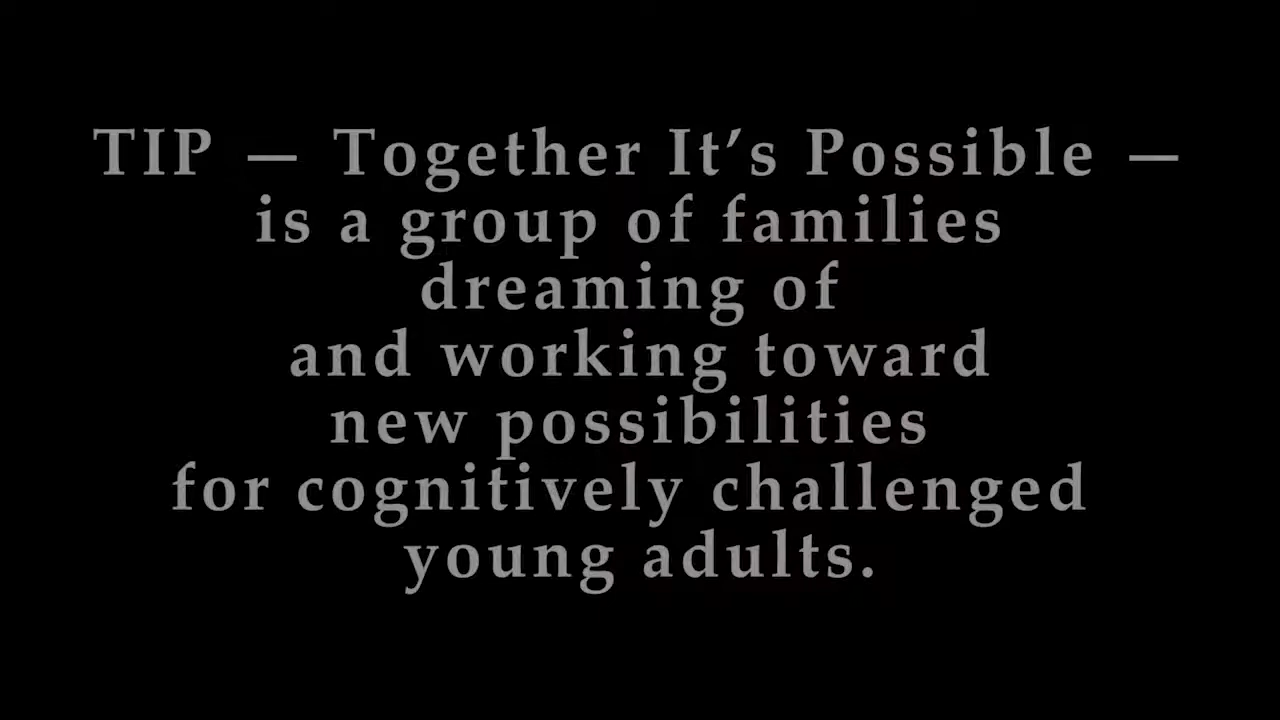 TIP — Together It’s Possible —
is a group of families
dreaming of
and working toward
new possibilities
for cognitively challenged
young adults.